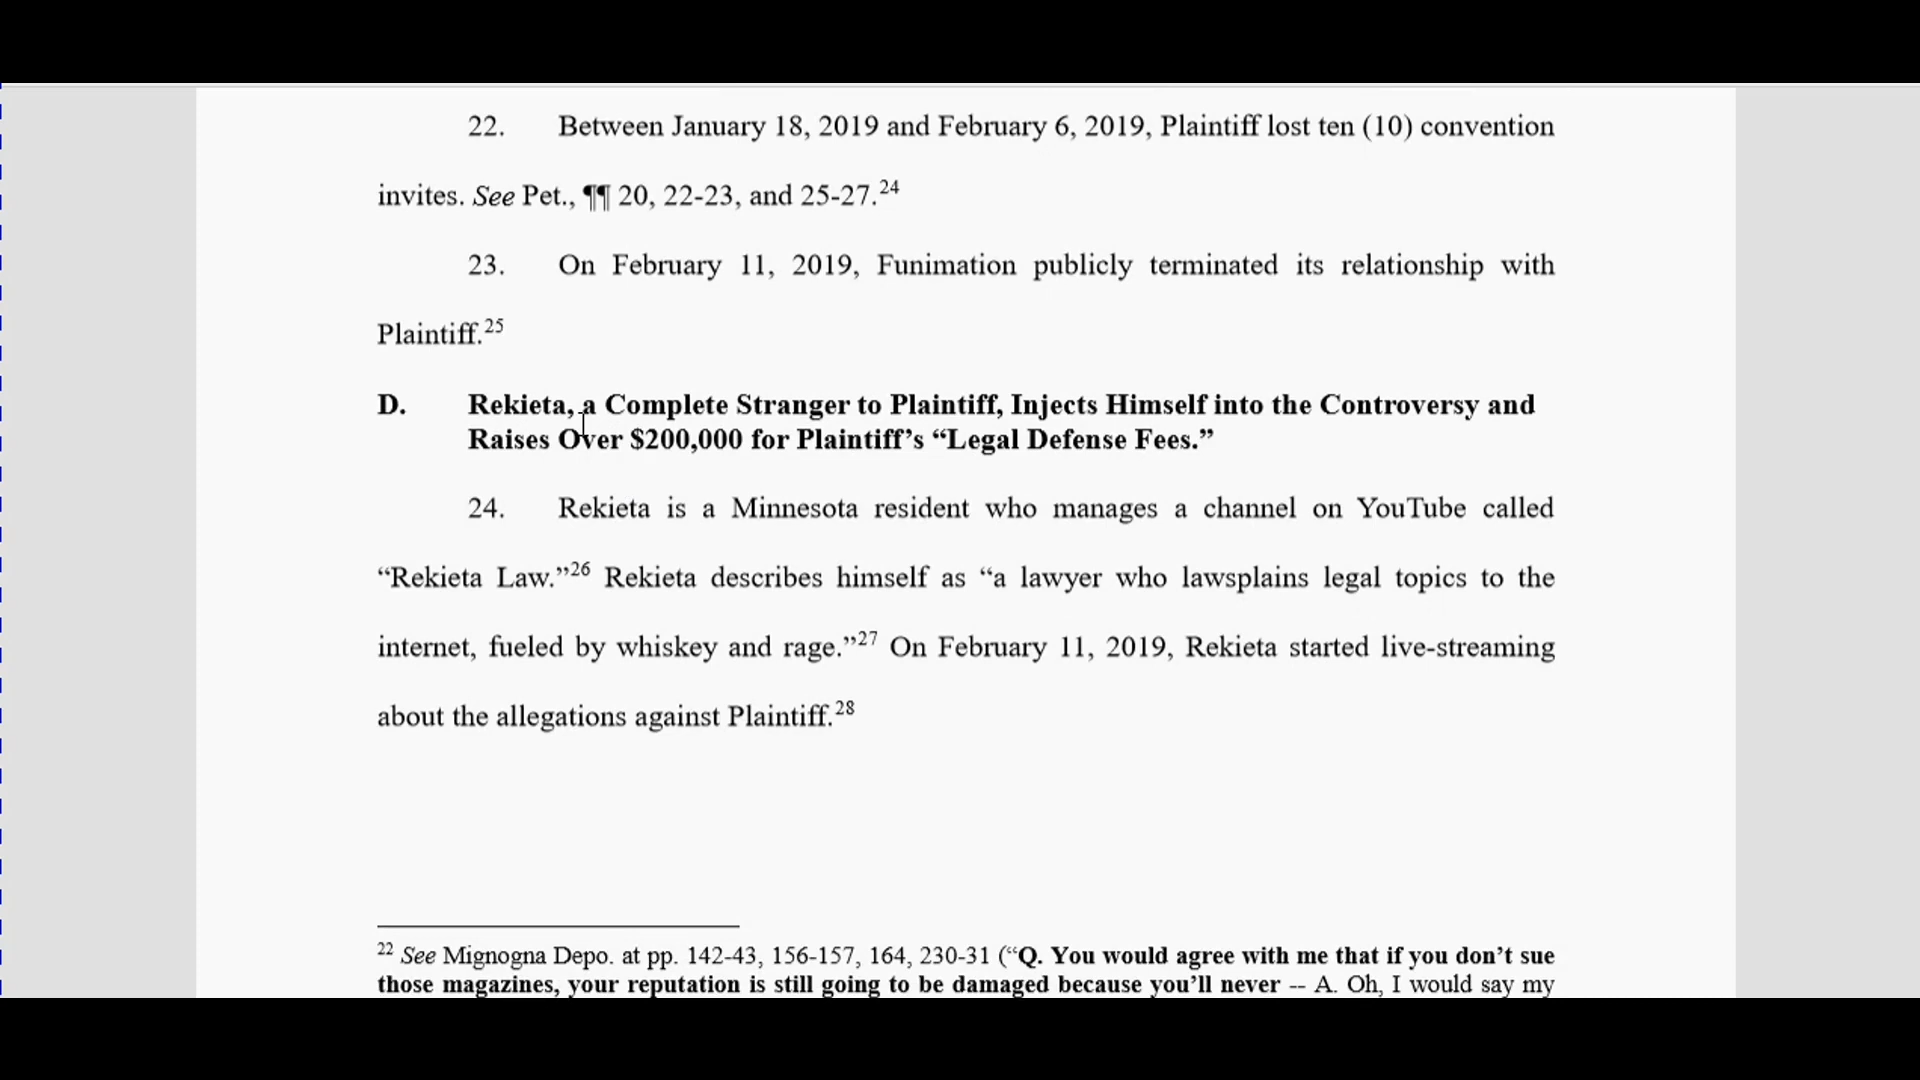 22. Between January 18, 2019 and February 6, 2019, Plaintiff lost ten (10) convention
invites. See Pet., ¶¶ 20, 22-23, and 25-27.24
23. On February 11, 2019, Funimation publicly terminated its relationship with
Plaintiff.25
D. Rekieta, a Complete Stranger to Plaintiff, Injects Himself into the Controversy and
Raises Over $200,000 for Plaintiff’s “Legal Defense Fees.”
24. Rekieta is a Minnesota resident who manages a channel on YouTube called
“Rekieta Law.”26 Rekieta describes himself as “a lawyer who lawsplains legal topics to the
internet, fueled by whiskey and rage.”27 On February 11, 2019, Rekieta started live-streaming
about the allegations against Plaintiff.28
22 See Mignogna Depo. at pp. 142-43, 156-157, 164, 230-31 (“Q. You would agree with me that if you don’t sue
those magazines, your reputation is still going to be damaged because you’ll never -- A. Oh, I would say my